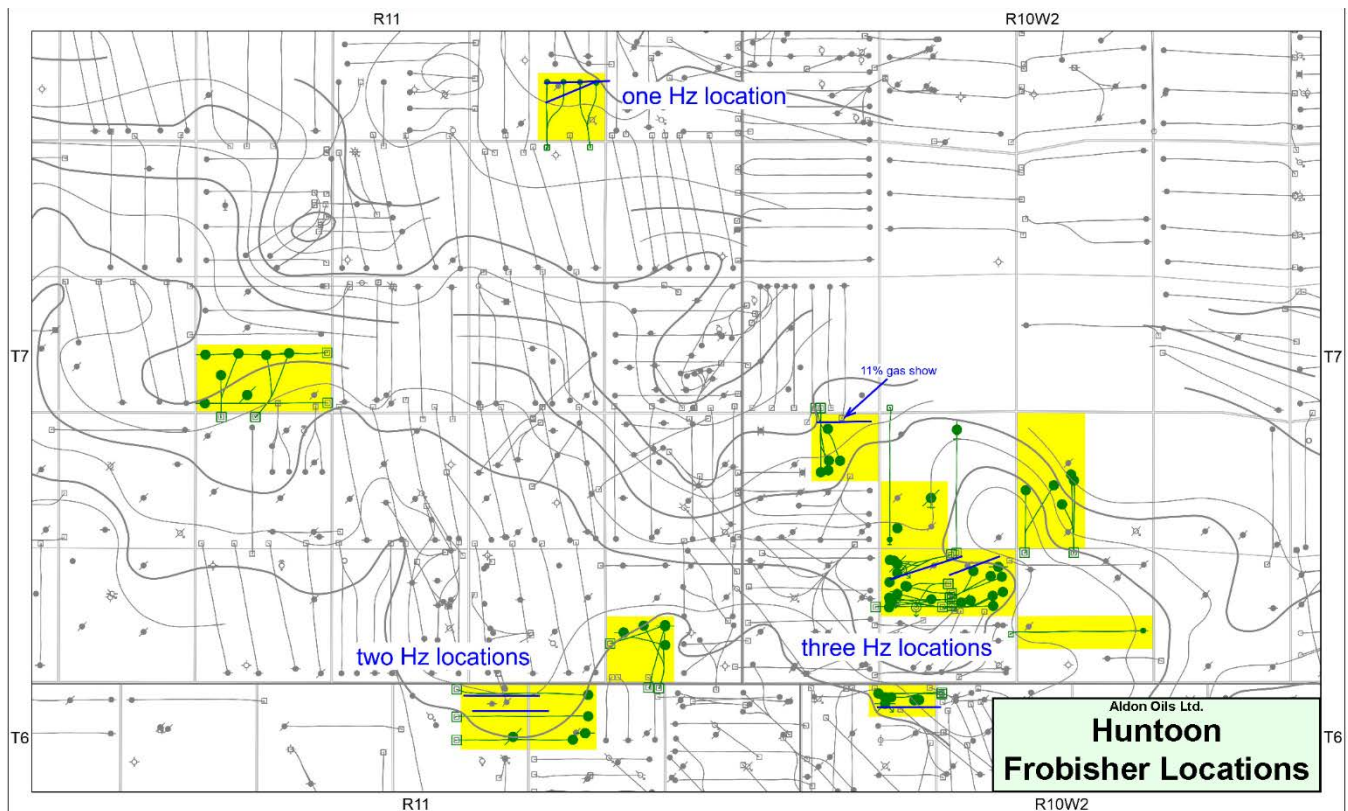 R11
R10W2
one Hz location
T7
T7
11% gas show
two Hz locations
three Hz locations
Aldon Oils Ltd.
Huntoon
Frobisher Locations
T6
T6
R11
R10W2